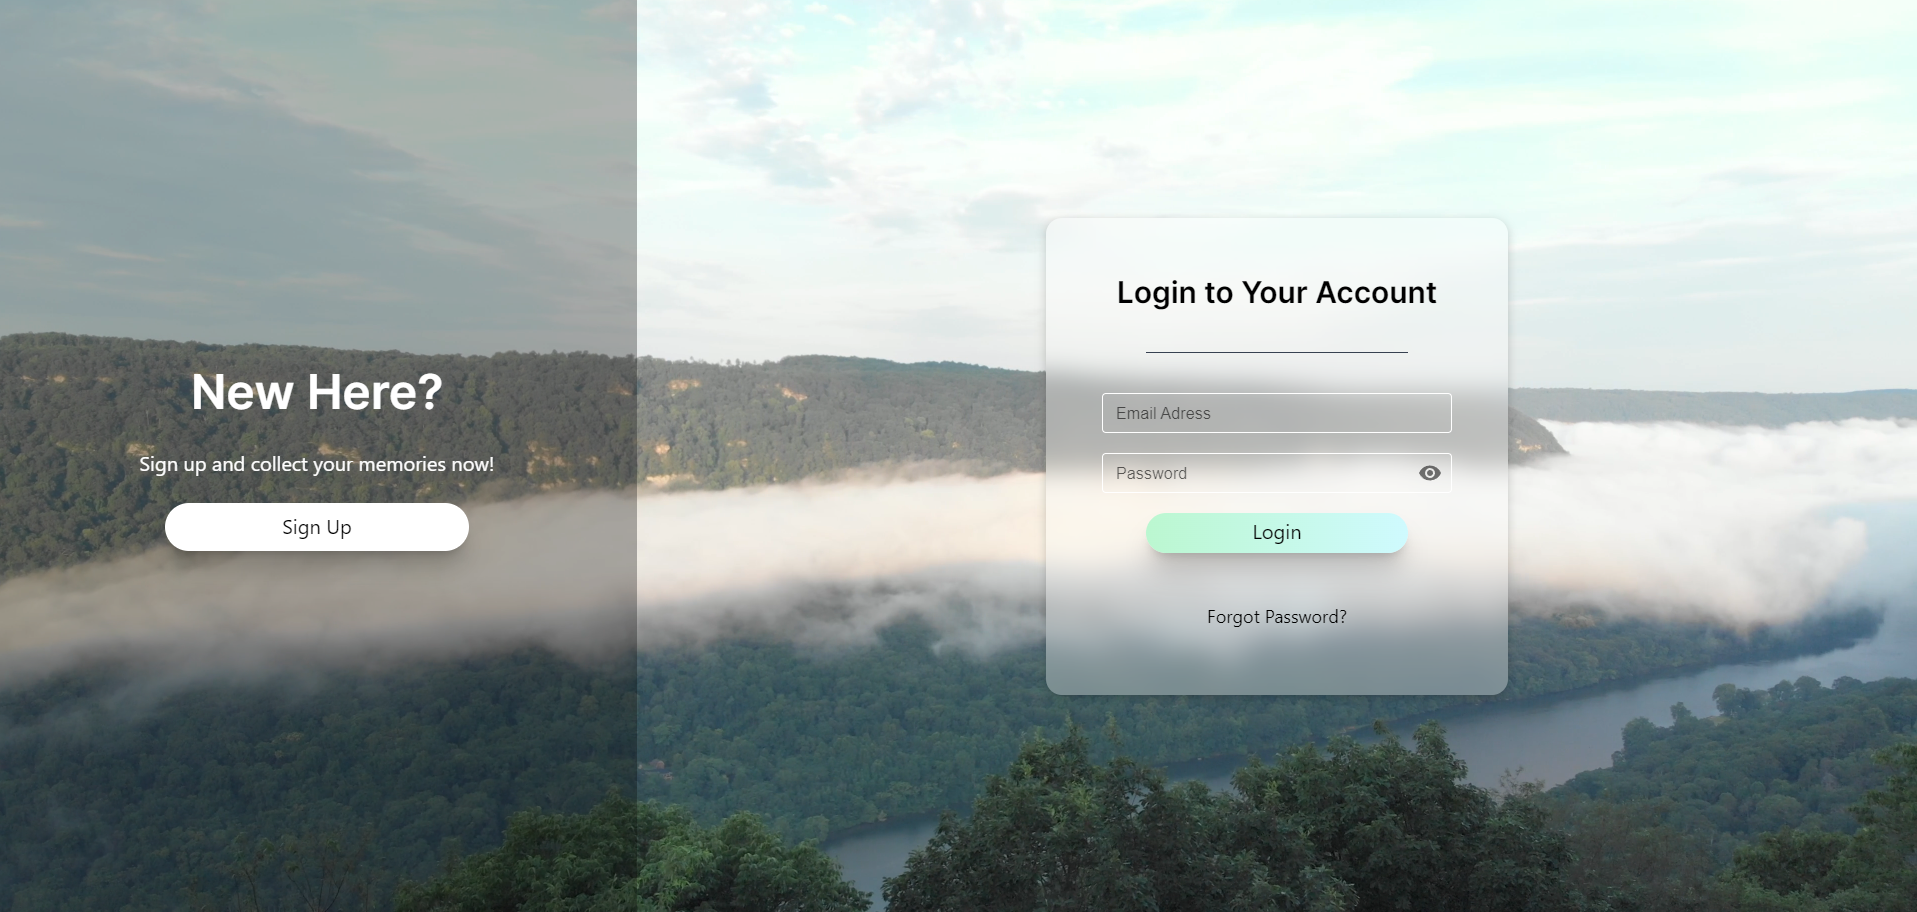 New Here?
Sign up and collect your memories now!
Sign Up
Login to Your Account
Email Adress
Password
Login
Forgot Password?